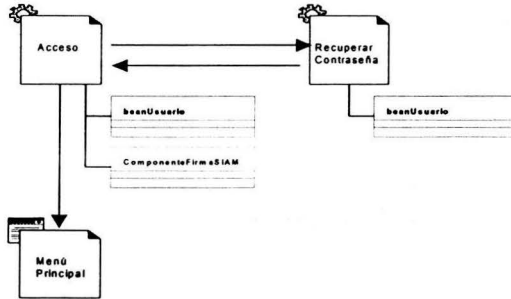 Acceso
Recuperar
Contraseña
beanUsuario
beanUsuario
ComponenteFirmaSIAM
Menú
Principal